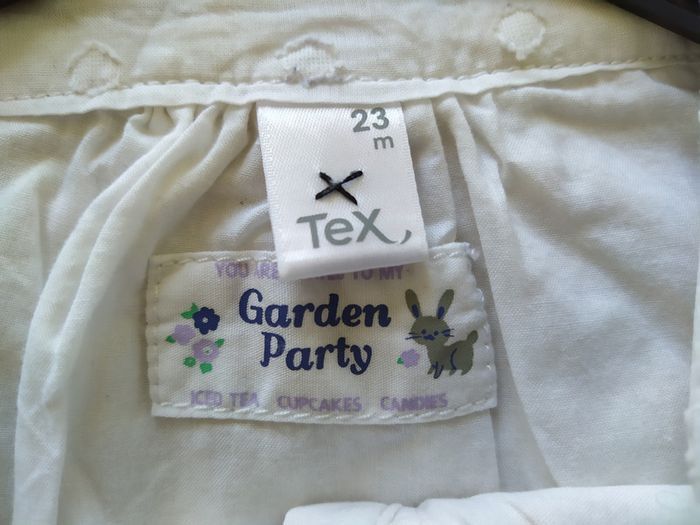 23
m
TeX
YOU ARE TO MY
Garden
Party
ICED TEA CUPCAKES CANDIES